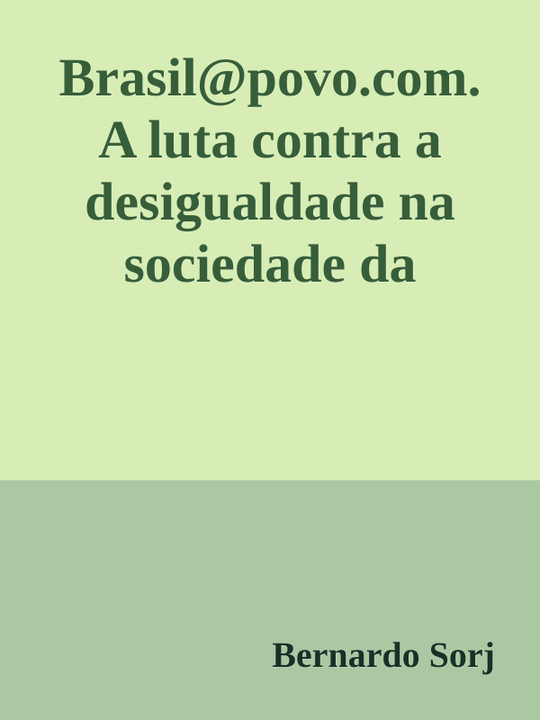 Brasil@povo.com.
A luta contra a
desigualdade na
sociedade da
Bernardo Sorj